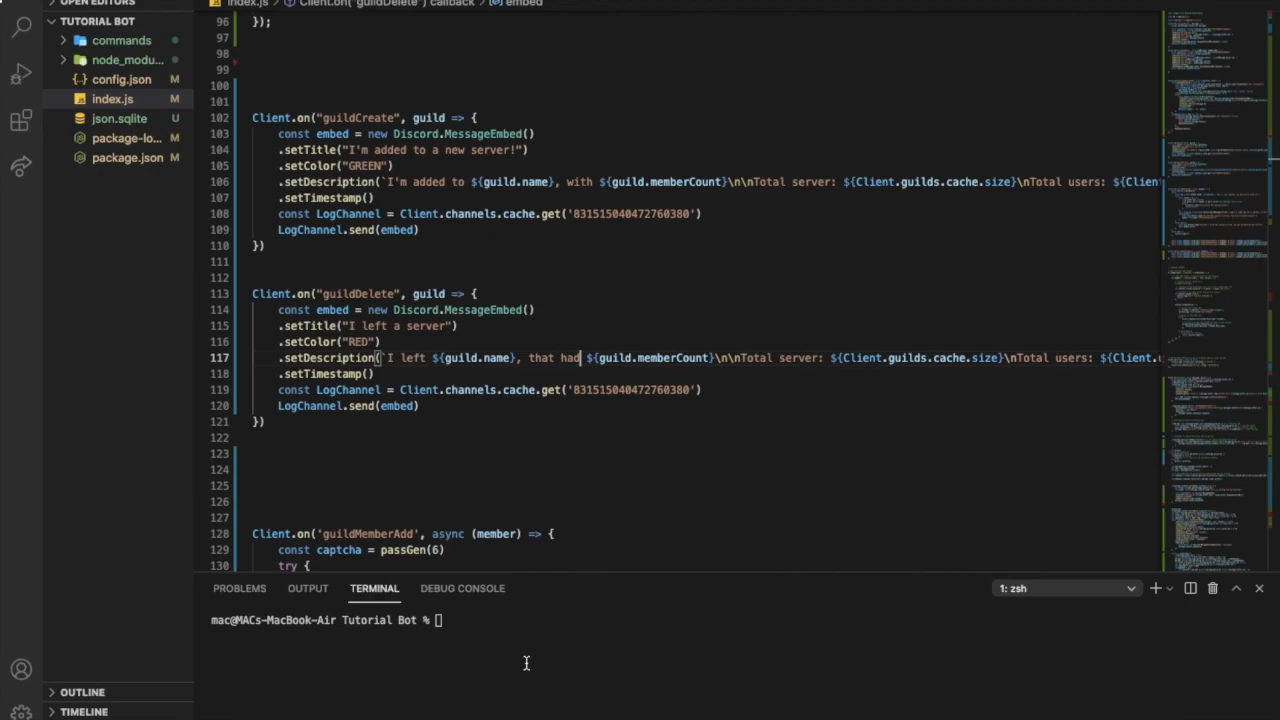 OPEN EDITORS
TUTORIAL BOT
commands
node_modu...
config.json M
index.js M
json.sqlite U
package-lo... M
package.json M
OUTLINE
TIMELINE
index.js > Client.on("guildDelete") callback > embed
96 });
97
98
99
100
101
102 Client.on("guildCreate", guild => {
103 const embed = new Discord.MessageEmbed()
104 .setTitle("I'm added to a new server!")
105 .setColor("GREEN")
106 .setDescription(`I'm added to ${guild.name}, with ${guild.memberCount}\n\nTotal server: ${Client.guilds.cache.size}\nTotal users: ${Client
107 .setTimestamp()
108 const LogChannel = Client.channels.cache.get('831515040472760380')
109 LogChannel.send(embed)
110 })
111
112
113 Client.on("guildDelete", guild => {
114 const embed = new Discord.MessageEmbed()
115 .setTitle("I left a server")
116 .setColor("RED")
117 .setDescription(`I left ${guild.name}, that had ${guild.memberCount}\n\nTotal server: ${Client.guilds.cache.size}\nTotal users: ${Client.u
118 .setTimestamp()
119 const LogChannel = Client.channels.cache.get('831515040472760380')
120 LogChannel.send(embed)
121 })
122
123
124
125
126
127
128 Client.on('guildMemberAdd', async (member) => {
129 const captcha = passGen(6)
130 try {
PROBLEMS OUTPUT TERMINAL DEBUG CONSOLE 1: zsh
mac@MACs-MacBook-Air Tutorial Bot %